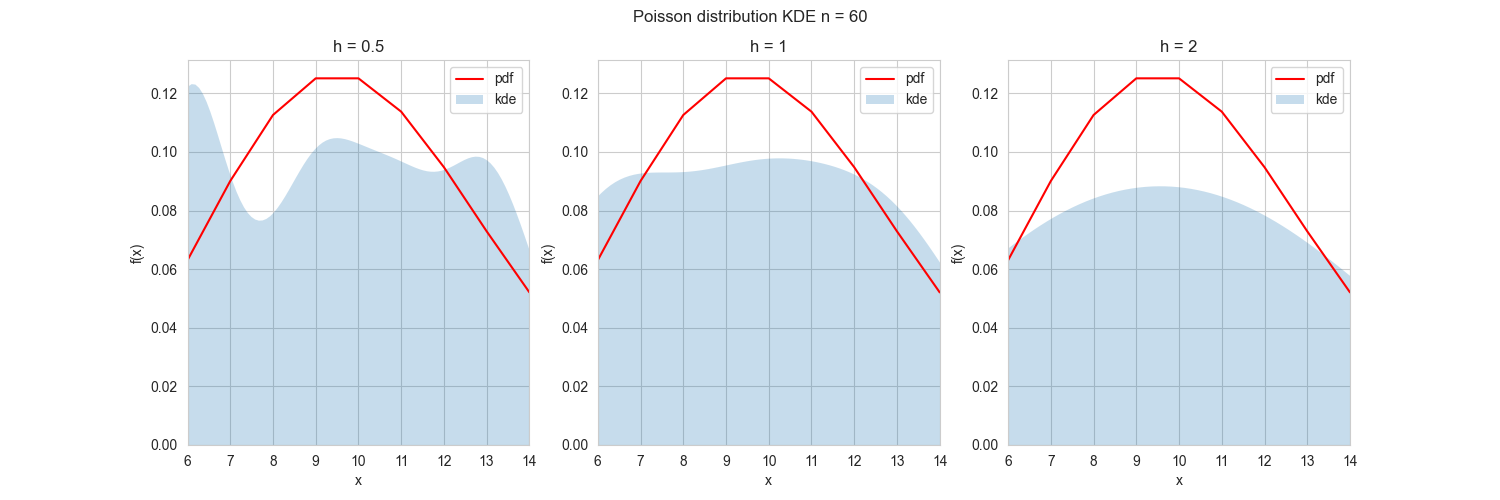 Poisson distribution KDE n = 60
h = 0.5
pdf
kde
0.12
0.10
0.08
0.06
0.04
0.02
0.00
f(x)
6 7 8 9 10 11 12 13 14
x
h = 1
pdf
kde
0.12
0.10
0.08
0.06
0.04
0.02
0.00
f(x)
6 7 8 9 10 11 12 13 14
x
h = 2
pdf
kde
0.12
0.10
0.08
0.06
0.04
0.02
0.00
f(x)
6 7 8 9 10 11 12 13 14
x